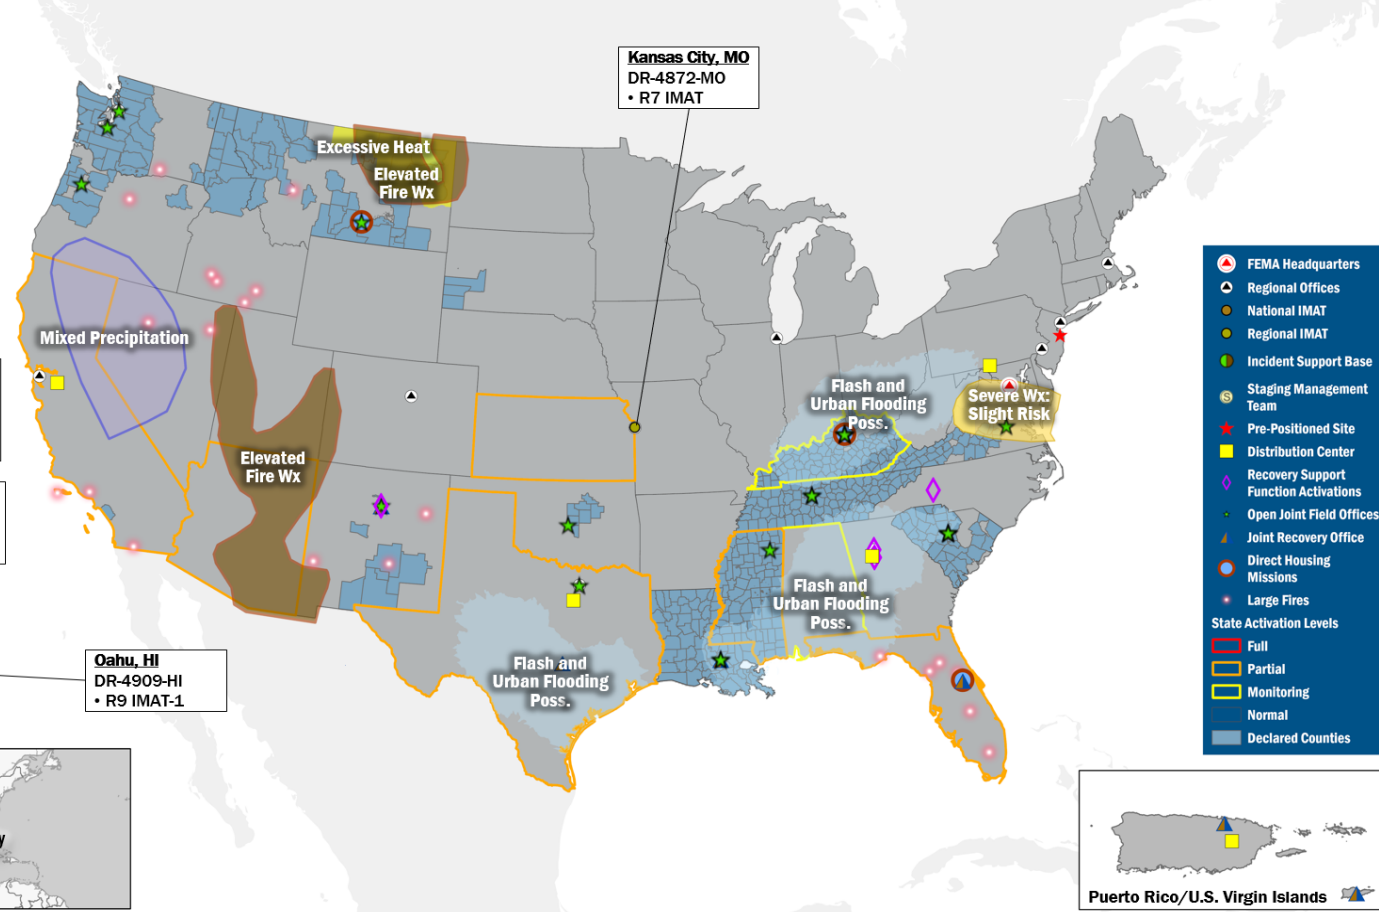 Kansas City, MO
DR-4872-MO
• R7 IMAT
Excessive Heat
Elevated
Fire Wx
Mixed Precipitation
Elevated
Fire Wx
Flash and
Urban Flooding
Poss.
Severe Wx:
Slight Risk
Flash and
Urban Flooding
Poss.
Flash and
Urban Flooding
Poss.
Oahu, HI
DR-4909-HI
• R9 IMAT-1
FEMA Headquarters
Regional Offices
National IMAT
Regional IMAT
Incident Support Base
S
Staging Management
Team
Pre-Positioned Site
Distribution Center
Recovery Support
Function Activations
Open Joint Field Offices
Joint Recovery Office
Direct Housing
Missions
Large Fires
State Activation Levels
Full
Partial
Monitoring
Normal
Declared Counties
Puerto Rico/U.S. Virgin Islands